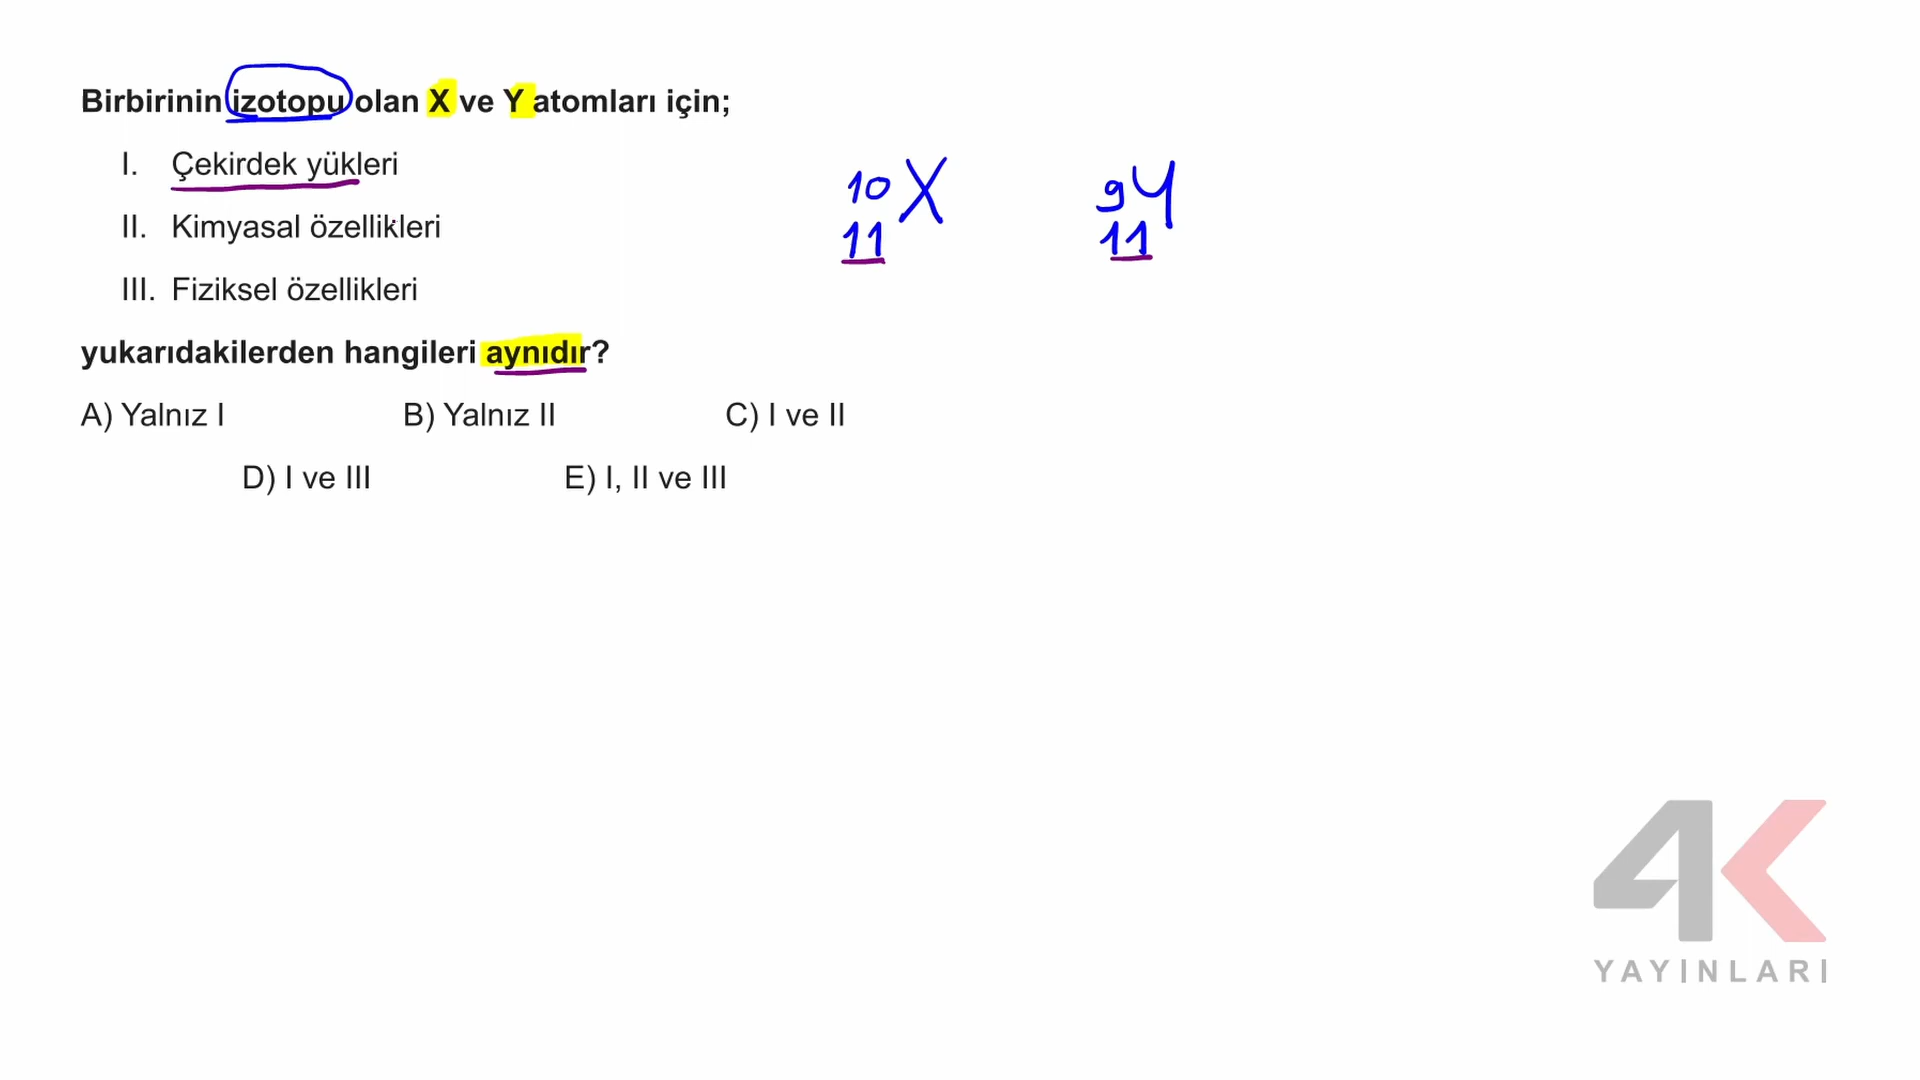 Birbirinin izotopu olan X ve Y atomları için;
I. Çekirdek yükleri
II. Kimyasal özellikleri
III. Fiziksel özellikleri
yukarıdakilerden hangileri aynıdır?
A) Yalnız I B) Yalnız II C) I ve II
D) I ve III E) I, II ve III
10 X 9 Y
11 11
4K
YAYINLARI